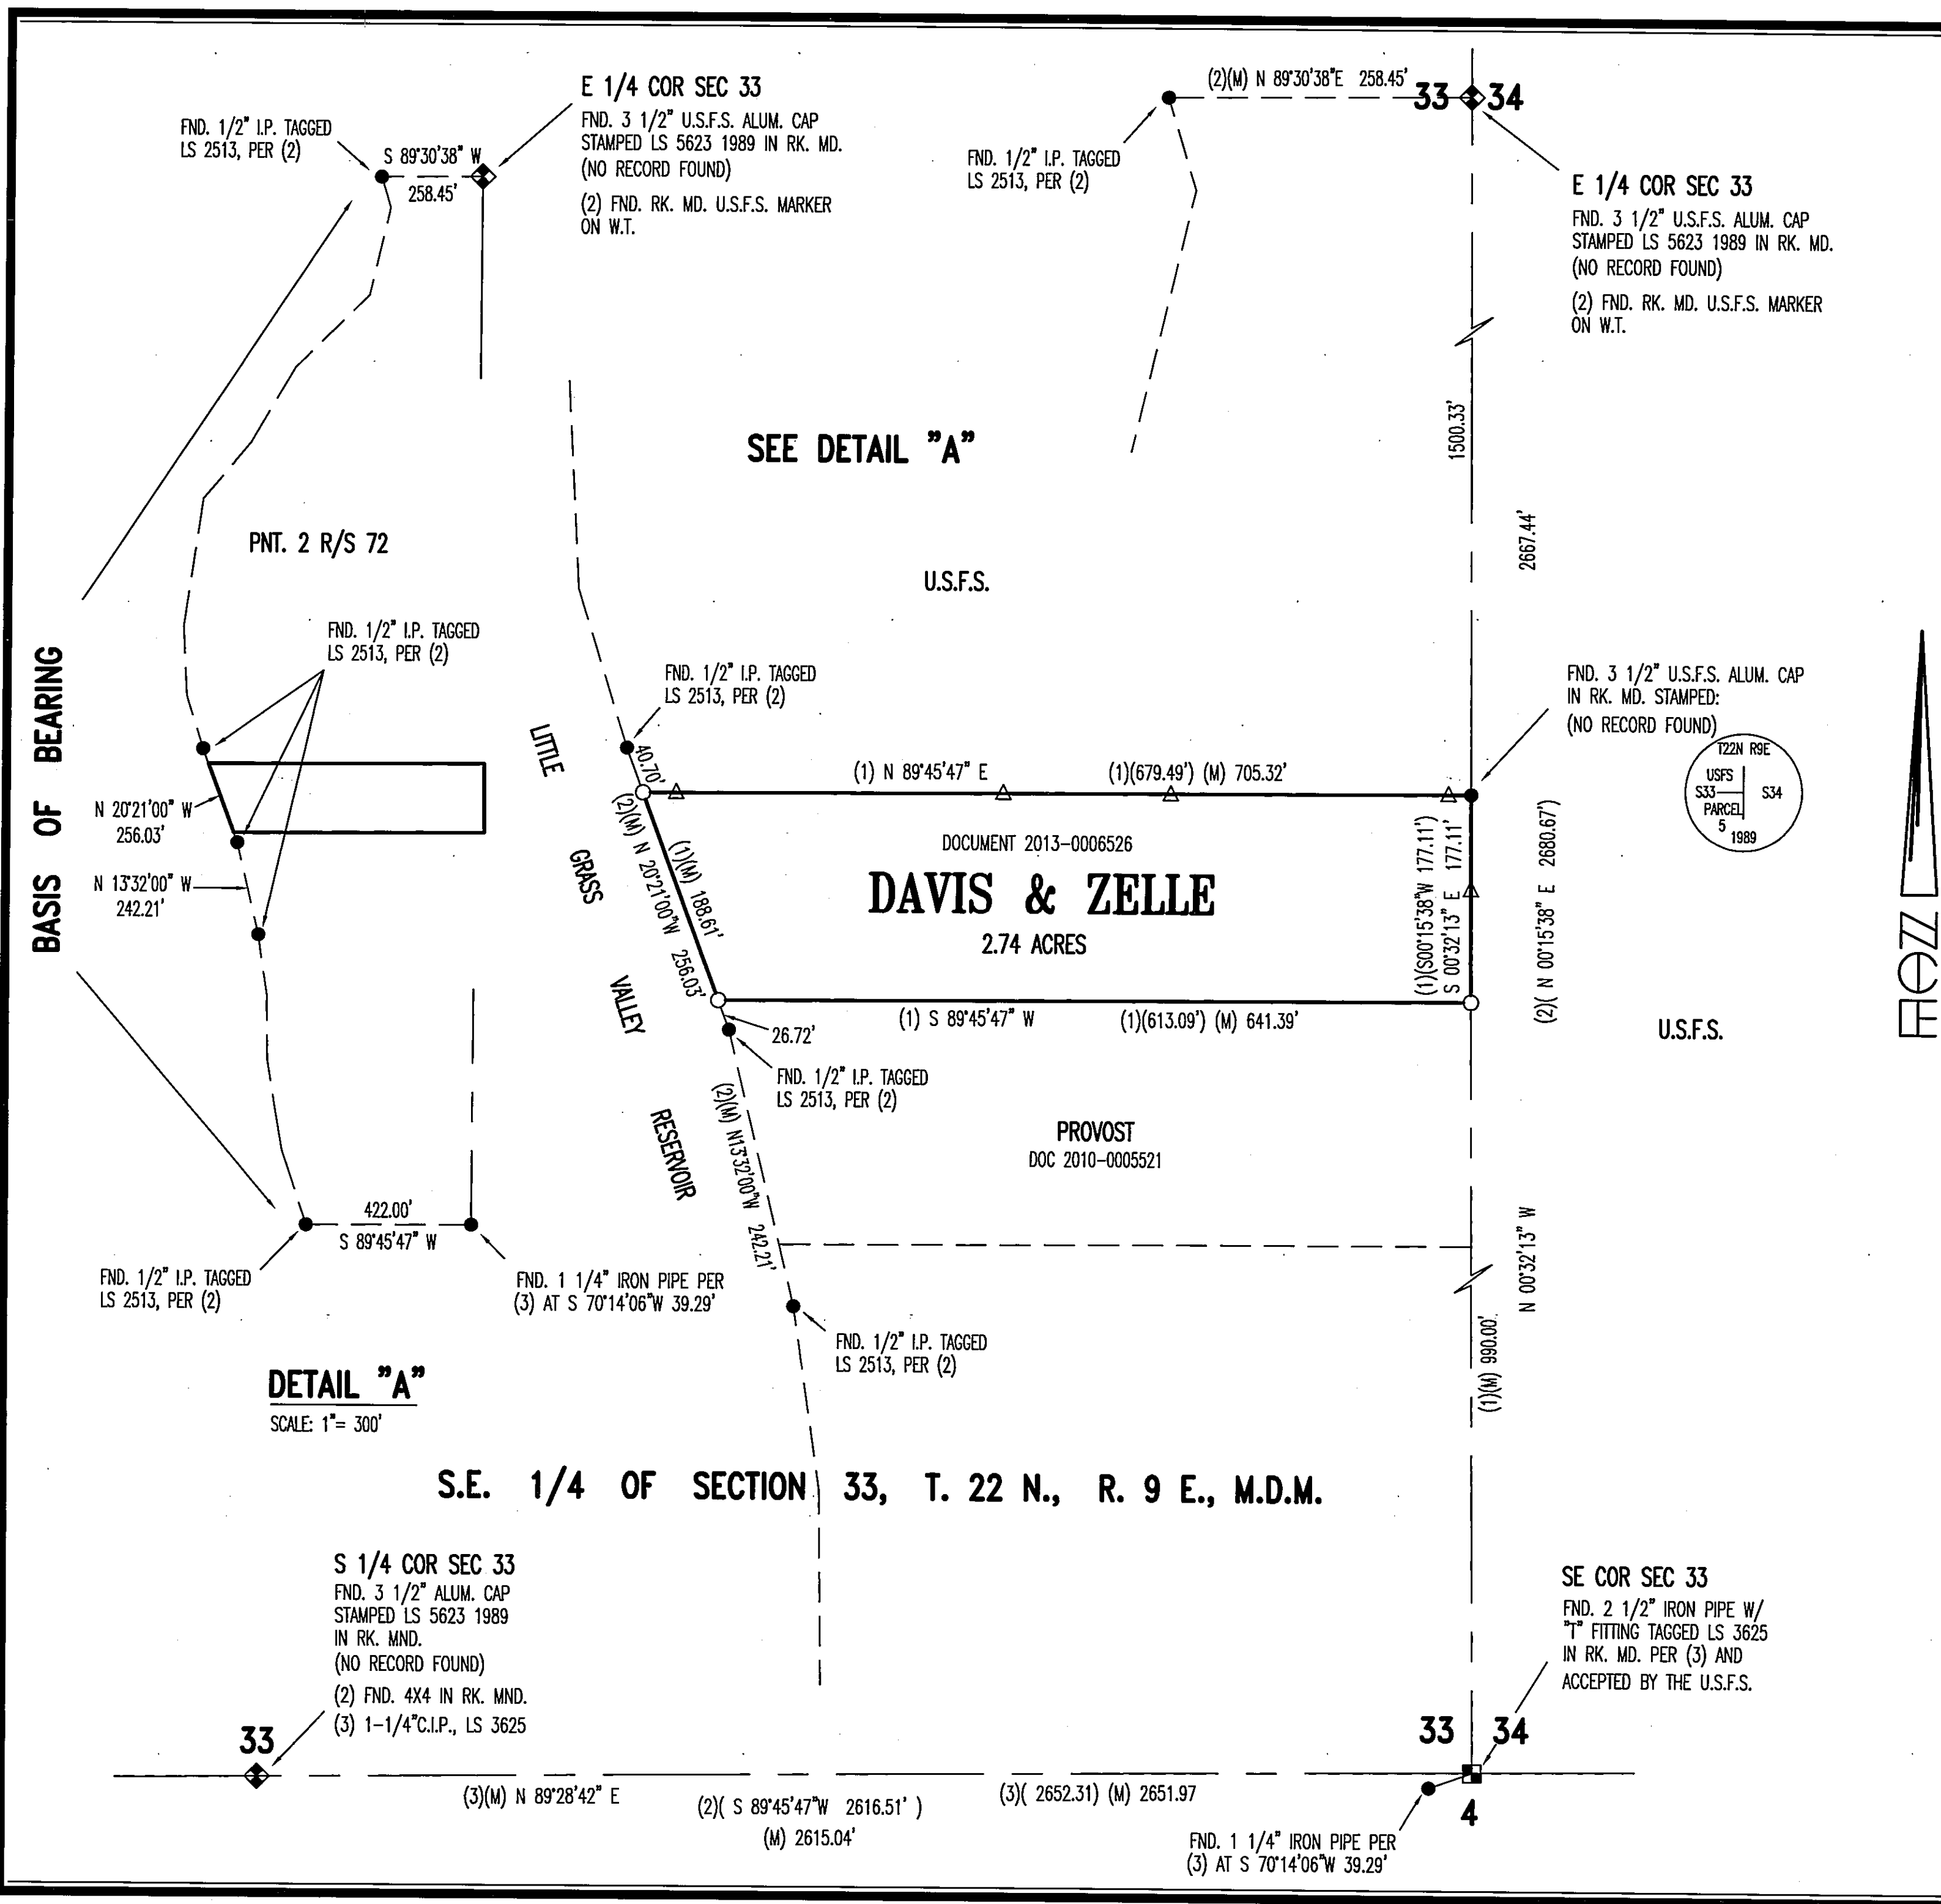 E 1/4 COR SEC 33
FND. 3 1/2" U.S.F.S. ALUM. CAP
STAMPED LS 5623 1989 IN RK. MD.
(NO RECORD FOUND)
(2) FND. RK. MD. U.S.F.S. MARKER
ON W.T.
FND. 1/2" I.P. TAGGED
LS 2513, PER (2)
S 89°30'38" W
258.45'
(2)(M) N 89°30'38"E 258.45'
33 34
FND. 1/2" I.P. TAGGED
LS 2513, PER (2)
E 1/4 COR SEC 33
FND. 3 1/2" U.S.F.S. ALUM. CAP
STAMPED LS 5623 1989 IN RK. MD.
(NO RECORD FOUND)
(2) FND. RK. MD. U.S.F.S. MARKER
ON W.T.
SEE DETAIL "A"
1500.33'
2667.44'
PNT. 2 R/S 72
U.S.F.S.
BASIS OF BEARING
FND. 1/2" I.P. TAGGED
LS 2513, PER (2)
FND. 1/2" I.P. TAGGED
LS 2513, PER (2)
FND. 3 1/2" U.S.F.S. ALUM. CAP
IN RK. MD. STAMPED:
(NO RECORD FOUND)
T22N R9E
USFS
S33 S34
PARCEL
5
1989
N 20°21'00" W
256.03'
N 13°32'00" W
242.21'
LITTLE
GRASS
VALLEY
RESERVOIR
40.70'
(1) N 89°45'47" E (1)(679.49') (M) 705.32'
(1)(M) 188.61'
(2)(M) N 20°21'00"W 256.03'
DOCUMENT 2013-0006526
DAVIS & ZELLE
2.74 ACRES
(1)(S00°15'38"W 177.11')
S 00°32'13" E 177.11'
(2)( N 00°15'38" E 2680.67')
(1) S 89°45'47" W (1)(613.09') (M) 641.39'
26.72'
U.S.F.S.
FND. 1/2" I.P. TAGGED
LS 2513, PER (2)
(2)(M) N13°32'00"W 242.21'
PROVOST
DOC 2010-0005521
N 00°32'13" W
(1)(M) 990.00'
422.00'
S 89°45'47" W
FND. 1/2" I.P. TAGGED
LS 2513, PER (2)
FND. 1 1/4" IRON PIPE PER
(3) AT S 70°14'06"W 39.29'
FND. 1/2" I.P. TAGGED
LS 2513, PER (2)
DETAIL "A"
SCALE: 1"= 300'
S.E. 1/4 OF SECTION 33, T. 22 N., R. 9 E., M.D.M.
S 1/4 COR SEC 33
FND. 3 1/2" ALUM. CAP
STAMPED LS 5623 1989
IN RK. MND.
(NO RECORD FOUND)
(2) FND. 4X4 IN RK. MND.
(3) 1-1/4"C.I.P., LS 3625
33
SE COR SEC 33
FND. 2 1/2" IRON PIPE W/
"T" FITTING TAGGED LS 3625
IN RK. MD. PER (3) AND
ACCEPTED BY THE U.S.F.S.
33 34
4
(3)(M) N 89°28'42" E
(2)( S 89°45'47"W 2616.51' )
(M) 2615.04'
(3)( 2652.31) (M) 2651.97
FND. 1 1/4" IRON PIPE PER
(3) AT S 70°14'06"W 39.29'